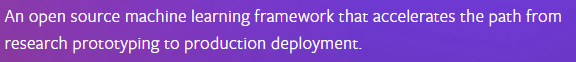 An open source machine learning framework that accelerates the path from
research prototyping to production deployment.